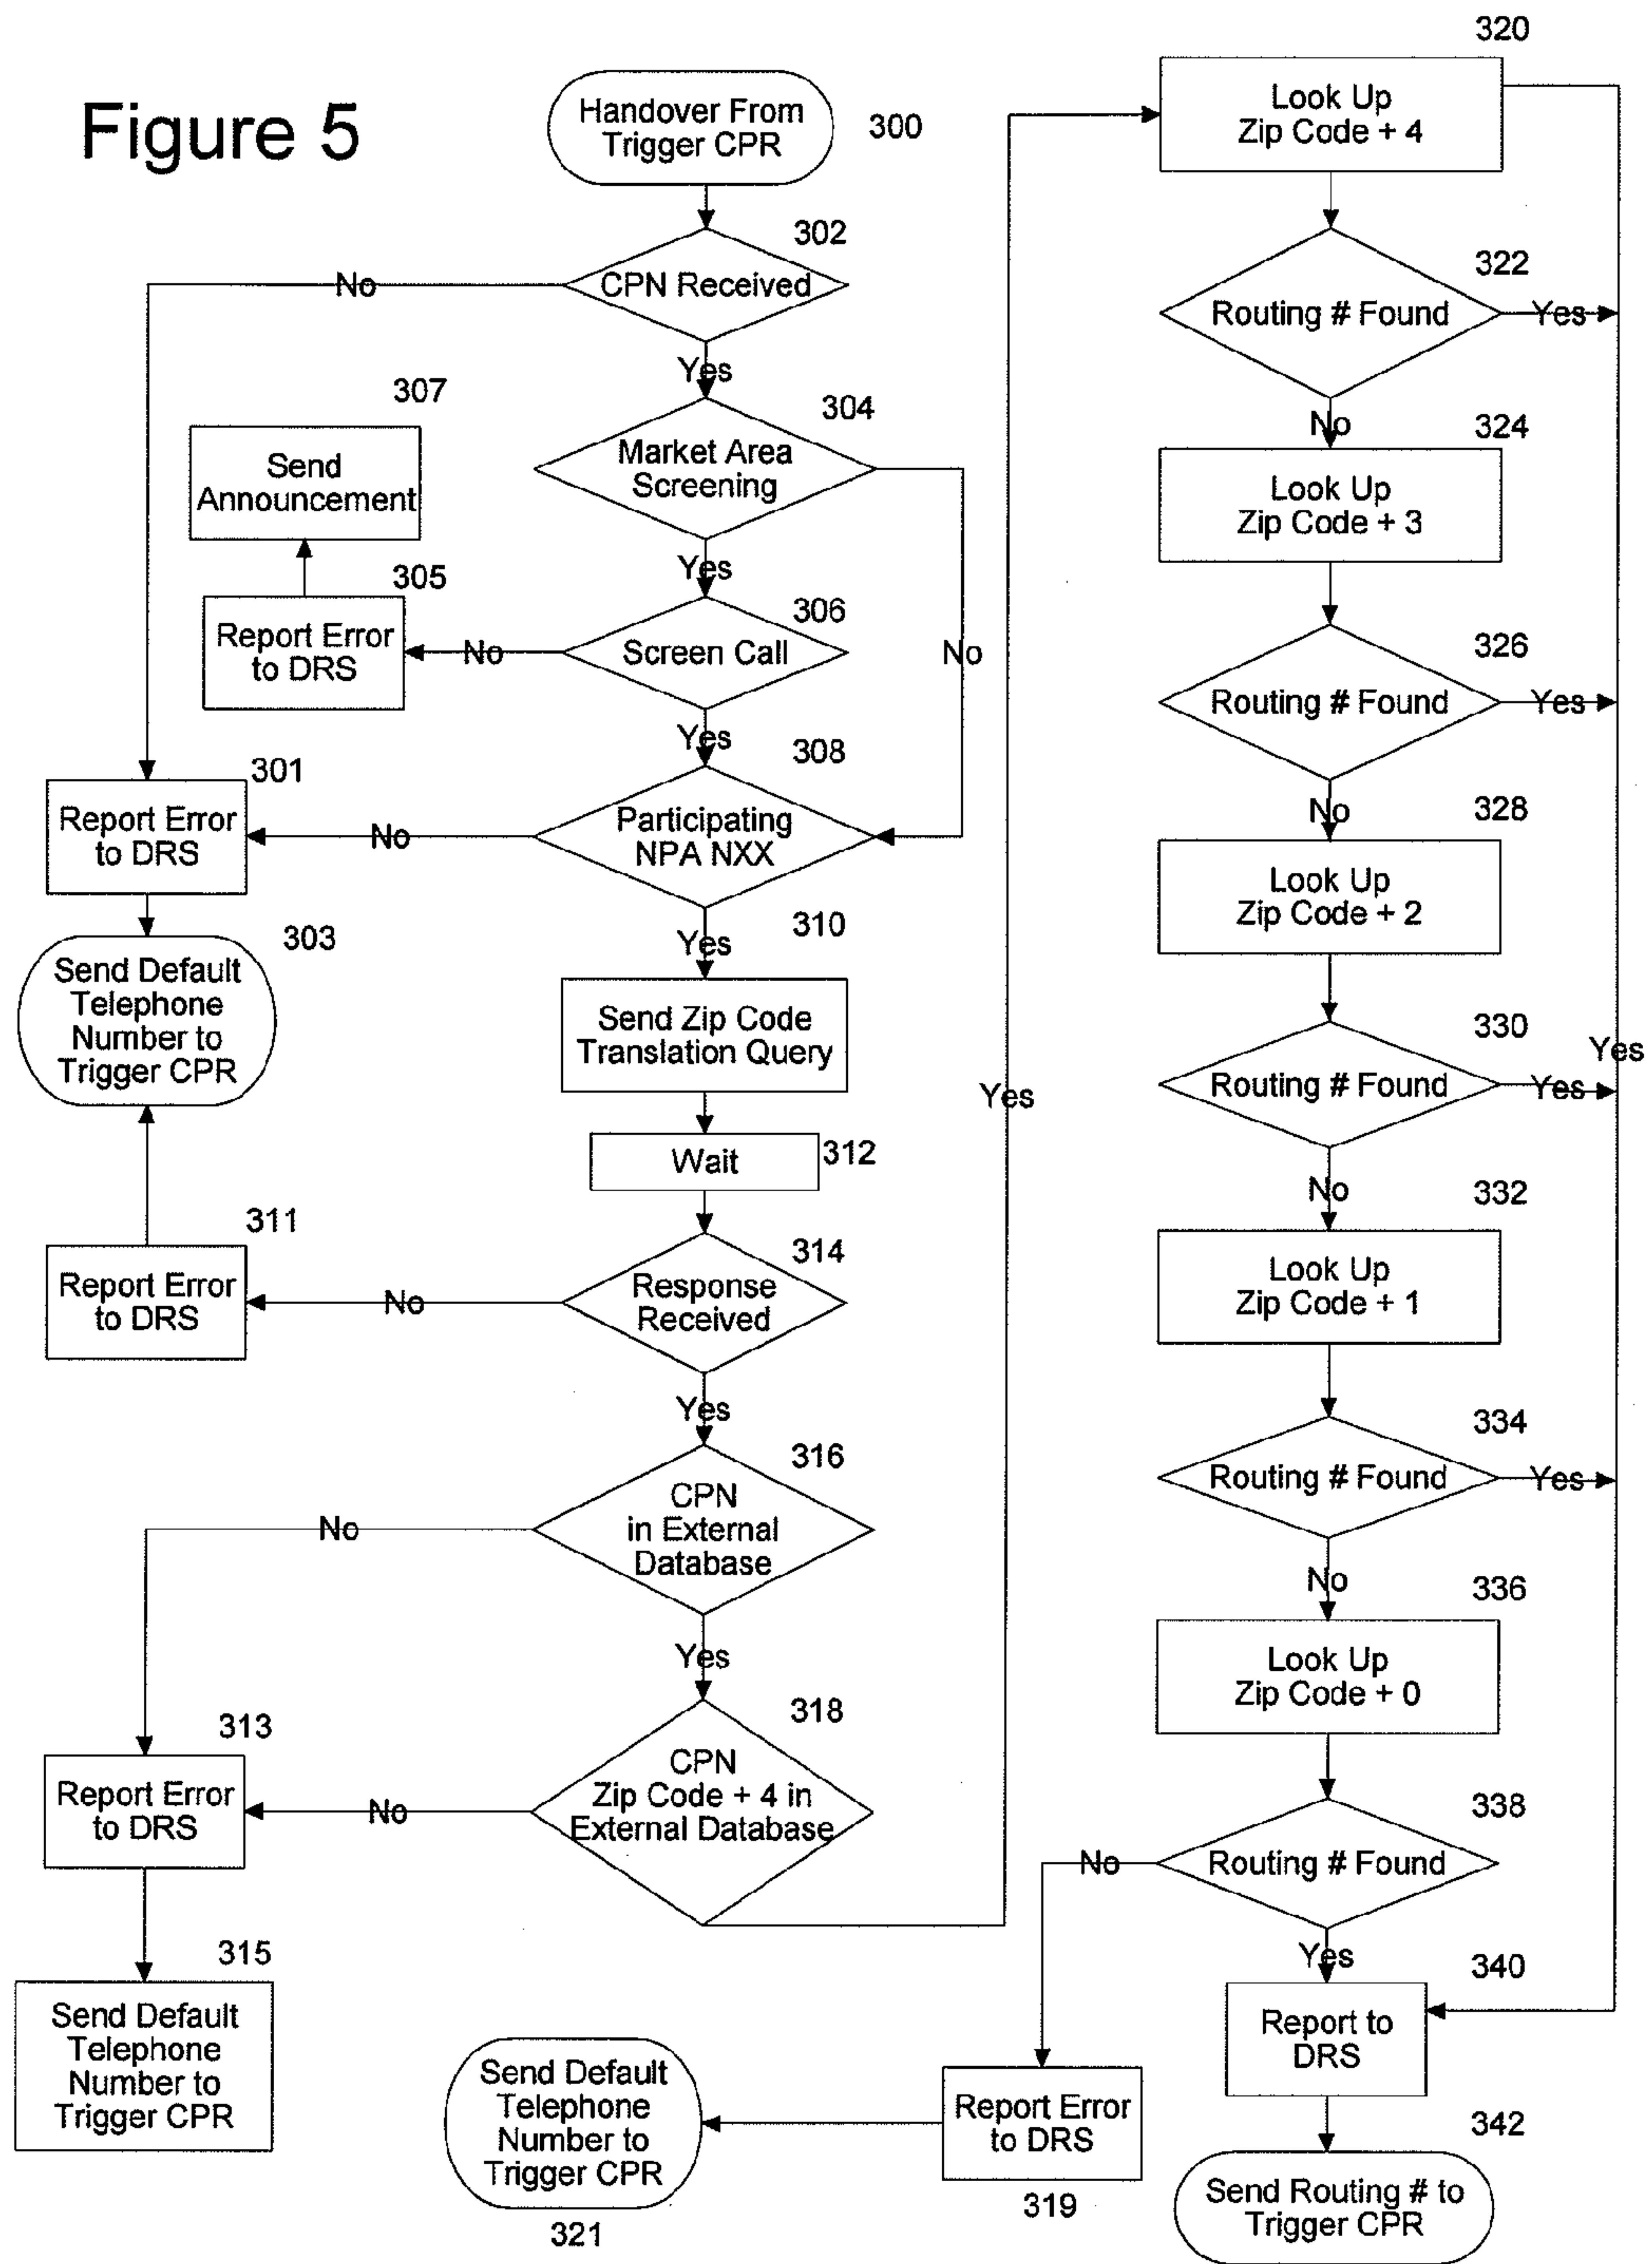 Figure 5
Handover From
Trigger CPR
300
302
CPN Received
No
Yes
304
Market Area
Screening
307
Send
Announcement
Yes
No
305
Report Error
to DRS
306
Screen Call
No
Yes
301
Report Error
to DRS
308
Participating
NPA NXX
No
Yes
303
Send Default
Telephone
Number to
Trigger CPR
310
Send Zip Code
Translation Query
Wait
312
311
Report Error
to DRS
314
Response
Received
No
Yes
316
CPN
in External
Database
No
Yes
313
Report Error
to DRS
318
CPN
Zip Code + 4 in
External Database
No
Yes
315
Send Default
Telephone
Number to
Trigger CPR
320
Look Up
Zip Code + 4
322
Routing # Found
Yes
No
324
Look Up
Zip Code + 3
326
Routing # Found
Yes
No
328
Look Up
Zip Code + 2
330
Routing # Found
Yes
Yes
No
332
Look Up
Zip Code + 1
334
Routing # Found
Yes
No
336
Look Up
Zip Code + 0
338
Routing # Found
No
Yes
340
Report to
DRS
Report Error
to DRS
319
Send Default
Telephone
Number to
Trigger CPR
321
342
Send Routing # to
Trigger CPR